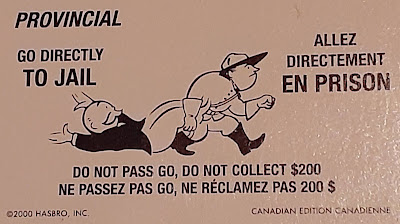 PROVINCIAL
GO DIRECTLY
TO JAIL
ALLEZ
DIRECTEMENT
EN PRISON
DO NOT PASS GO, DO NOT COLLECT $200
NE PASSEZ PAS GO, NE RÉCLAMEZ PAS 200 $
©2000 HASBRO, INC.
CANADIAN EDITION CANADIENNE